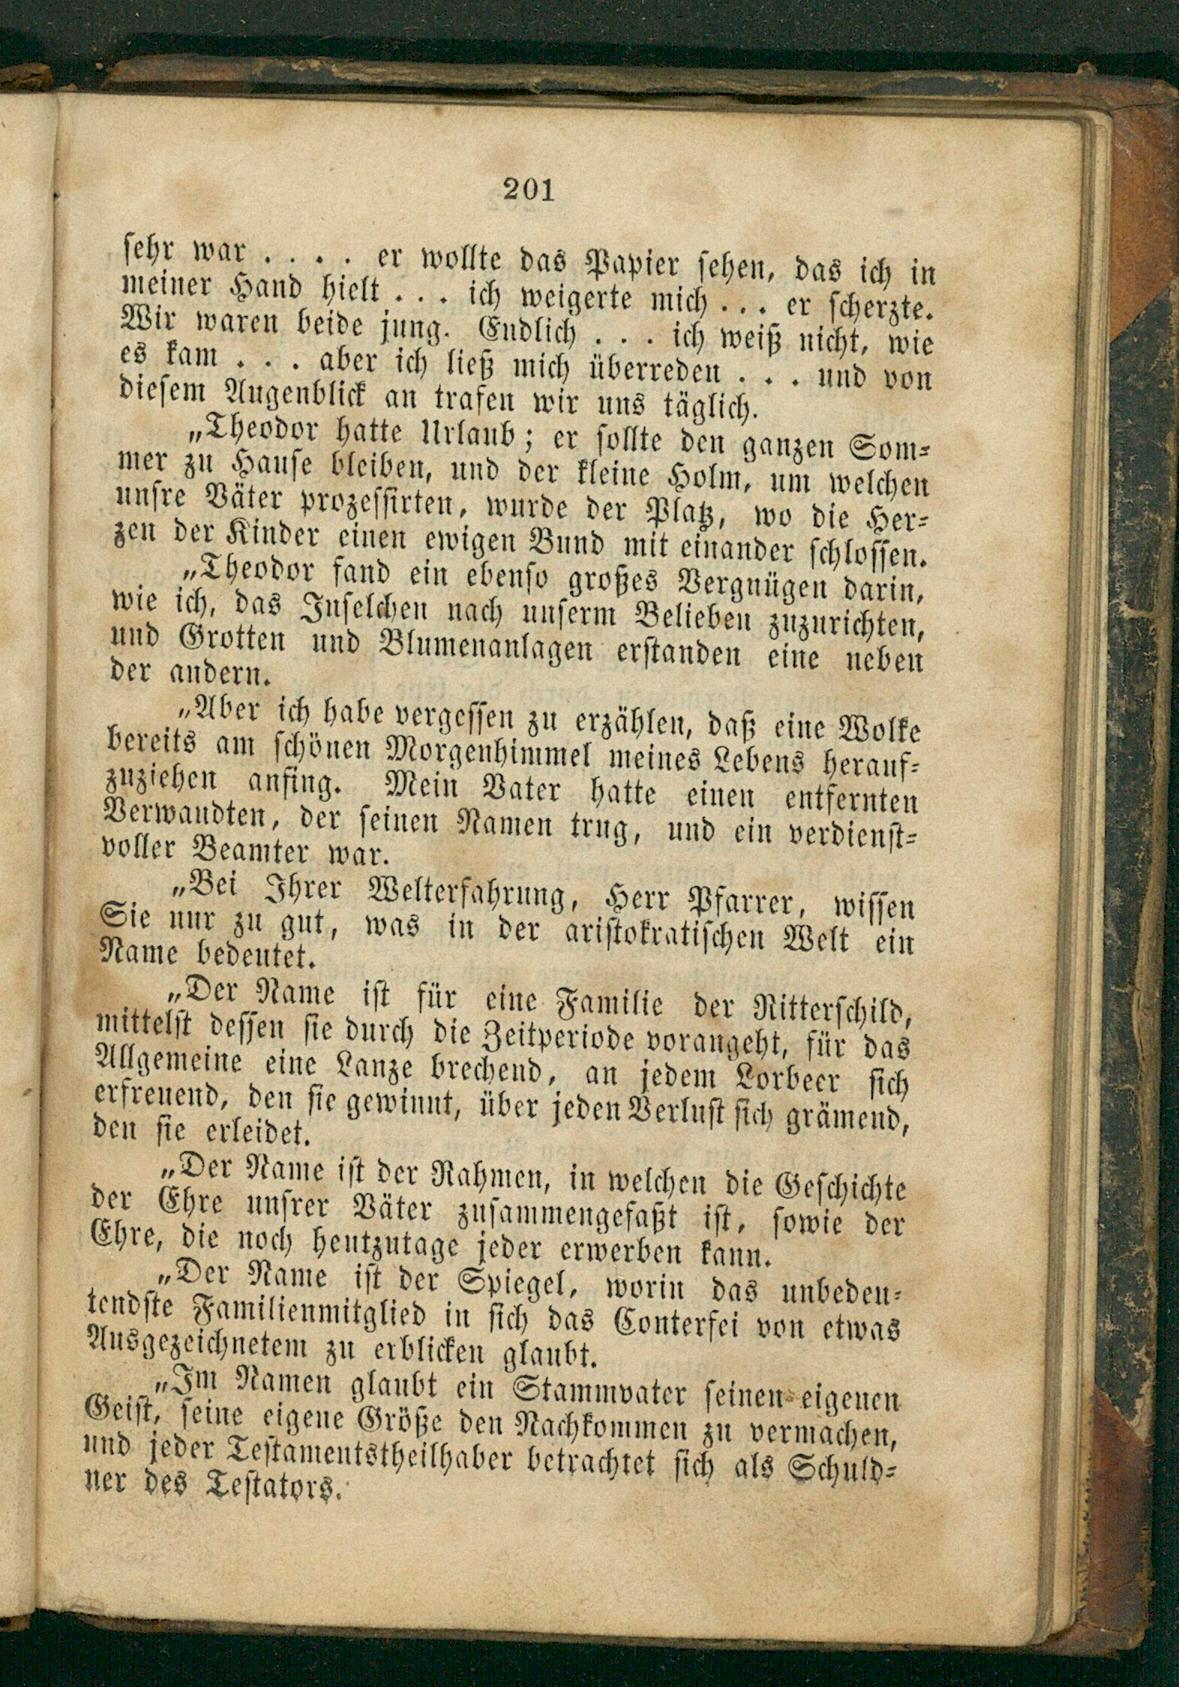 201
sehr war . . . . er wollte das Papier sehen, das ich in
meiner Hand hielt . . . ich weigerte mich . . . er scherzte.
Wir waren beide jung. Endlich . . . ich weiß nicht, wie
es kam . . . aber ich ließ mich überreden . . . und von
diesem Augenblick an trafen wir uns täglich.
„Theodor hatte Urlaub; er sollte den ganzen Som-
mer zu Hause bleiben, und der kleine Holm, um welchen
unsre Väter prozessirten, wurde der Platz, wo die Her-
zen der Kinder einen ewigen Bund mit einander schlossen.
„Theodor fand ein ebenso großes Vergnügen darin,
wie ich, das Inselchen nach unserm Belieben zuzurichten,
und Grotten und Blumenanlagen erstanden eine neben
der andern.
„Aber ich habe vergessen zu erzählen, daß eine Wolke
bereits am schönen Morgenhimmel meines Lebens herauf-
zuziehen anfing. Mein Vater hatte einen entfernten
Verwandten, der seinen Namen trug, und ein verdienst-
voller Beamter war.
„Bei Ihrer Welterfahrung, Herr Pfarrer, wissen
Sie nur zu gut, was in der aristokratischen Welt ein
Name bedeutet.
„Der Name ist für eine Familie der Ritterschild,
mittelst dessen sie durch die Zeitperiode vorangeht, für das
Allgemeine eine Lanze brechend, an jedem Lorbeer sich
erfreuend, den sie gewinnt, über jeden Verlust sich grämend,
den sie erleidet.
„Der Name ist der Rahmen, in welchen die Geschichte
der Ehre unsrer Väter zusammengefaßt ist, sowie der
Ehre, die noch heutzutage jeder erwerben kann.
„Der Name ist der Spiegel, worin das unbedeu-
tendste Familienmitglied in sich das Conterfei von etwas
Ausgezeichnetem zu erblicken glaubt.
„Im Namen glaubt ein Stammvater seinen eigenen
Geist, seine eigene Größe den Nachkommen zu vermachen,
und jeder Testamentstheilhaber betrachtet sich als Schuld-
ner des Testators.